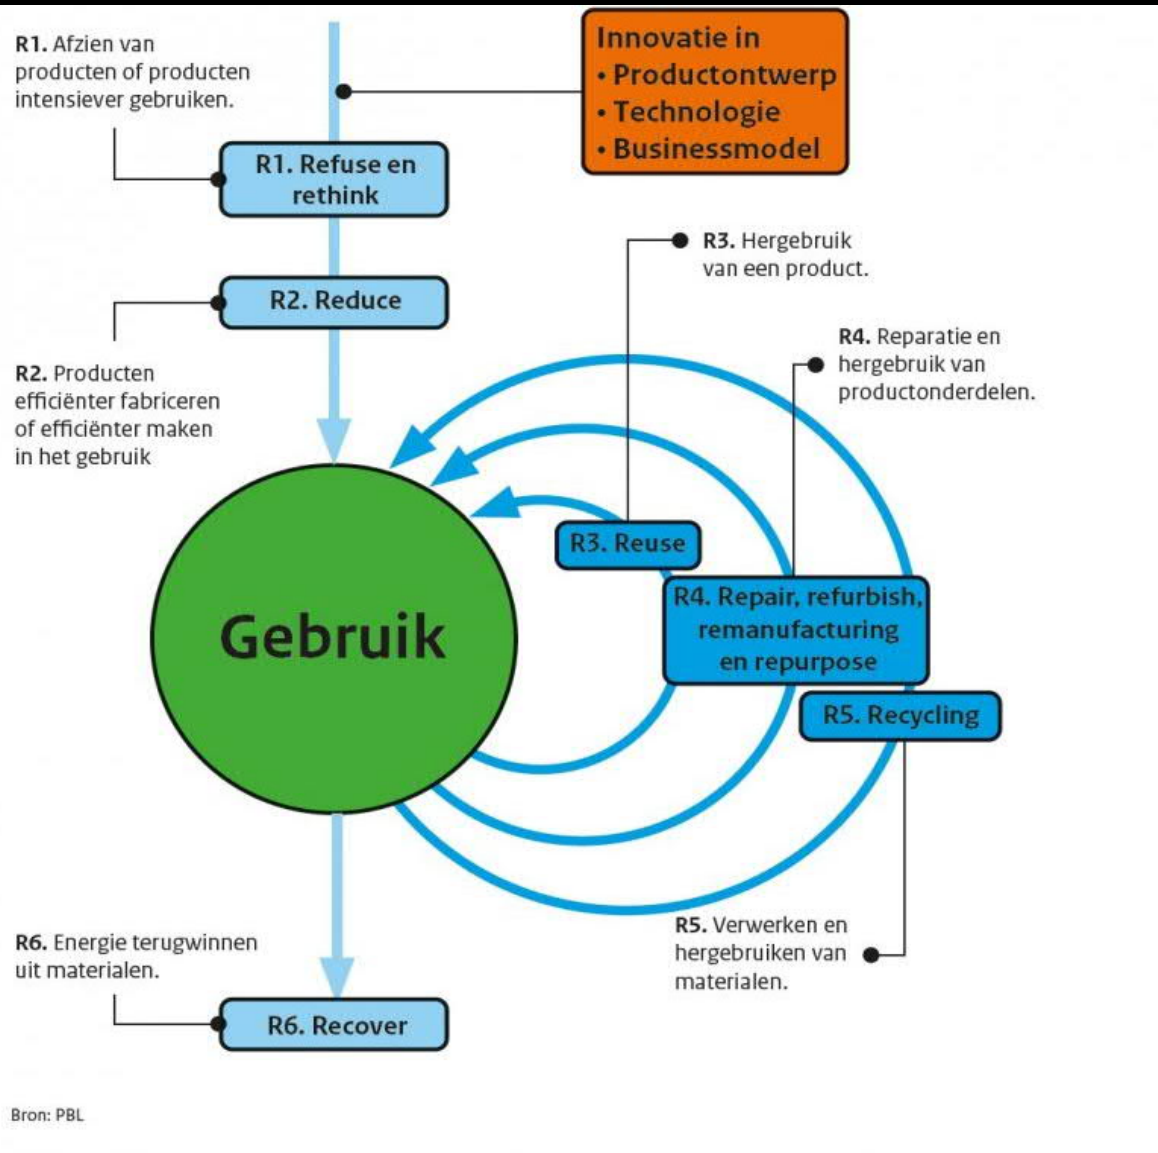 R1. Afzien van
producten of producten
intensiever gebruiken.
Innovatie in
• Productontwerp
• Technologie
• Businessmodel
R1. Refuse en
rethink
R3. Hergebruik
van een product.
R2. Reduce
R4. Reparatie en
hergebruik van
productonderdelen.
R2. Producten
efficiënter fabriceren
of efficiënter maken
in het gebruik
R3. Reuse
R4. Repair, refurbish,
remanufacturing
en repurpose
Gebruik
R5. Recycling
R5. Verwerken en
hergebruiken van
materialen.
R6. Energie terugwinnen
uit materialen.
R6. Recover
Bron: PBL